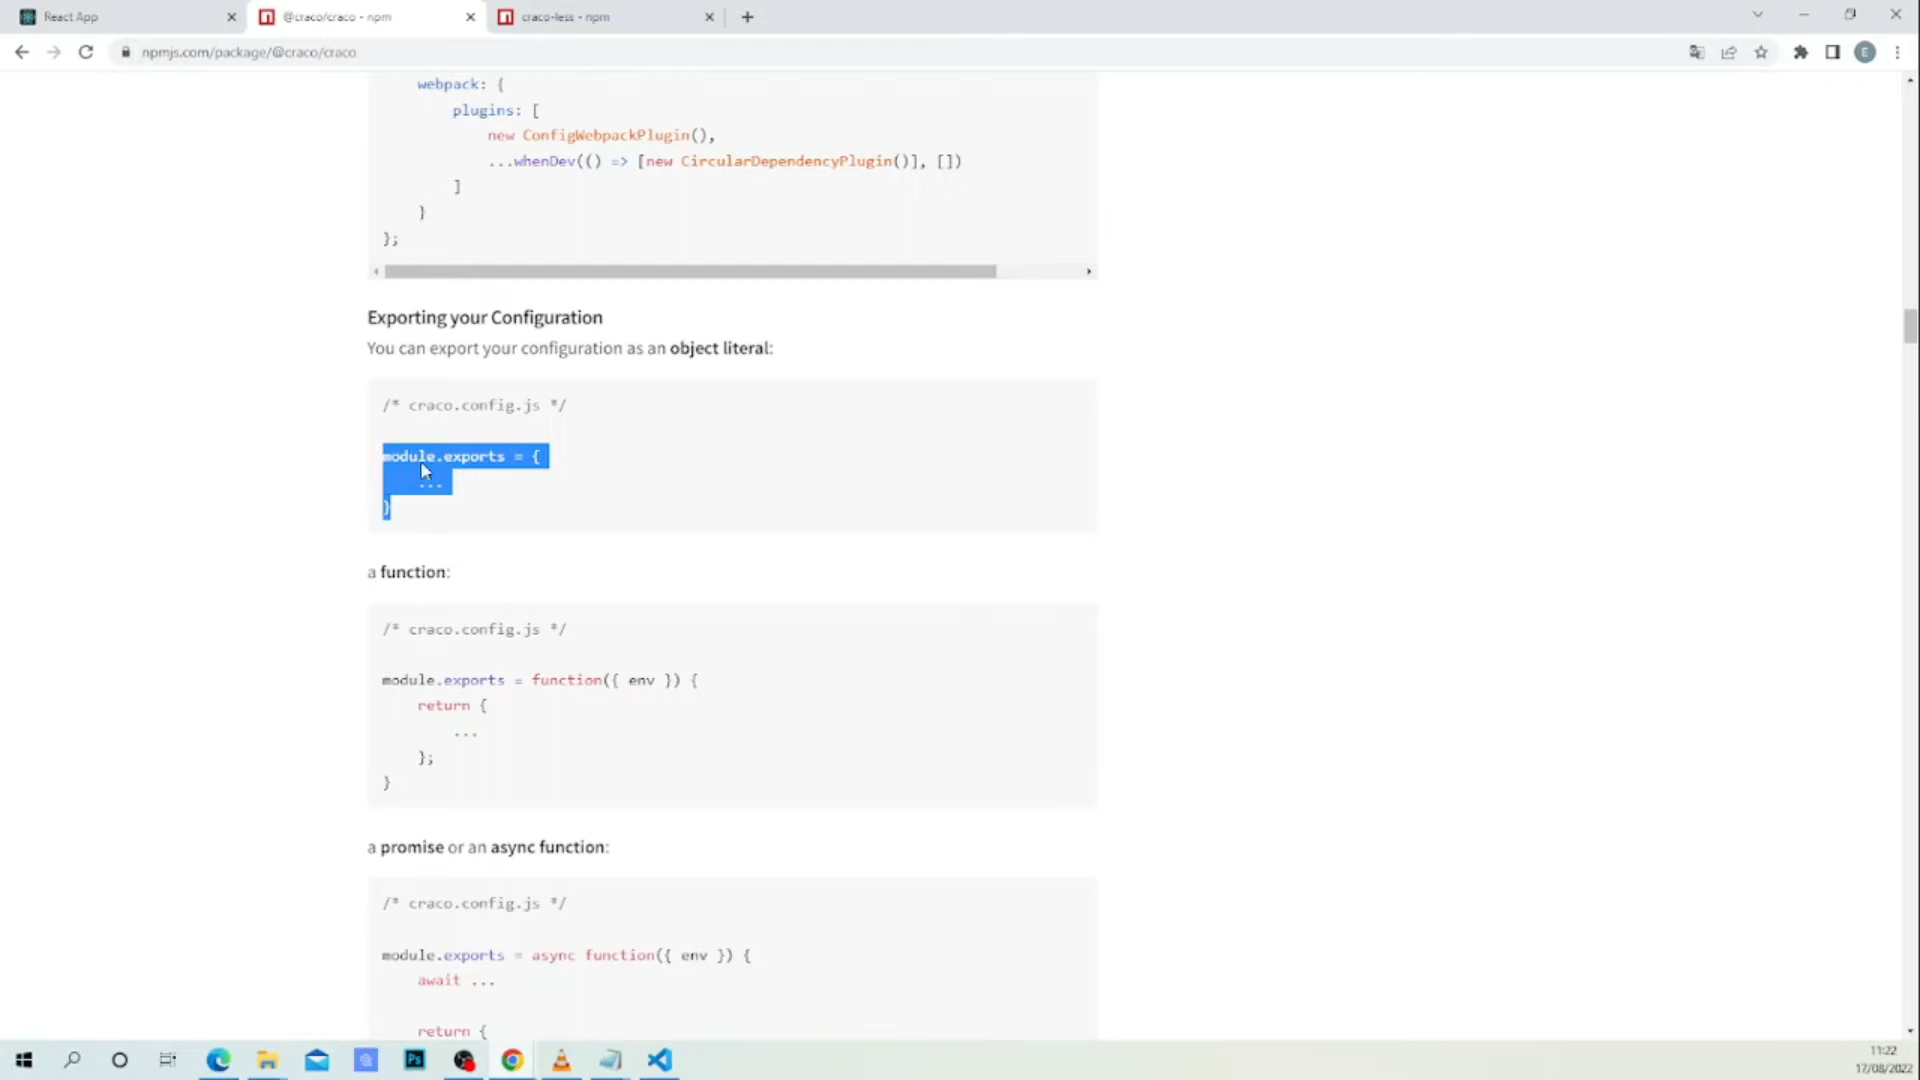 React App
@craco/craco - npm
craco-less - npm
npmjs.com/package/@craco/craco
E
webpack: {
plugins: [
new ConfigWebpackPlugin(),
...whenDev(() => [new CircularDependencyPlugin()], [])
]
}
};
Exporting your Configuration
You can export your configuration as an object literal:
/* craco.config.js */
module.exports = {
...
}
a function:
/* craco.config.js */
module.exports = function({ env }) {
return {
...
};
}
a promise or an async function:
/* craco.config.js */
module.exports = async function({ env }) {
await ...
return {
Ps
11:22
17/08/2022